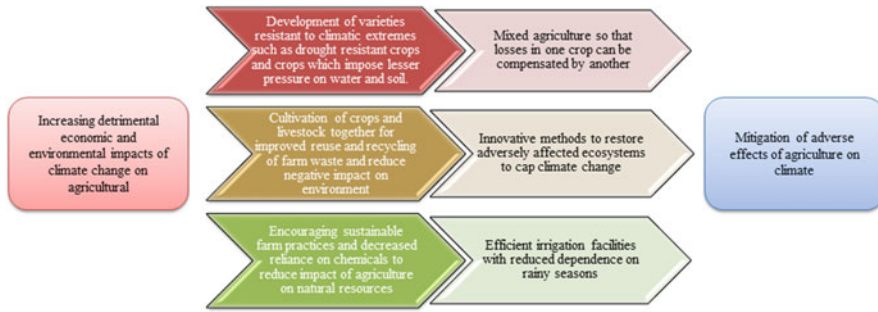 Increasing detrimental
economic and
environmental impacts of
climate change on
agricultural
Development of varieties
resistant to climatic extremes
such as drought resistant crops
and crops which impose lesser
pressure on water and soil.
Mixed agriculture so that
losses in one crop can be
compensated by another
Cultivation of crops and
livestock together for
improved reuse and recycling
of farm waste and reduce
negative impact on
environment
Innovative methods to restore
adversely affected ecosystems
to cap climate change
Encouraging sustainable
farm practices and decreased
reliance on chemicals to
reduce impact of agriculture
on natural resources
Efficient irrigation facilities
with reduced dependence on
rainy seasons
Mitigation of adverse
effects of agriculture on
climate